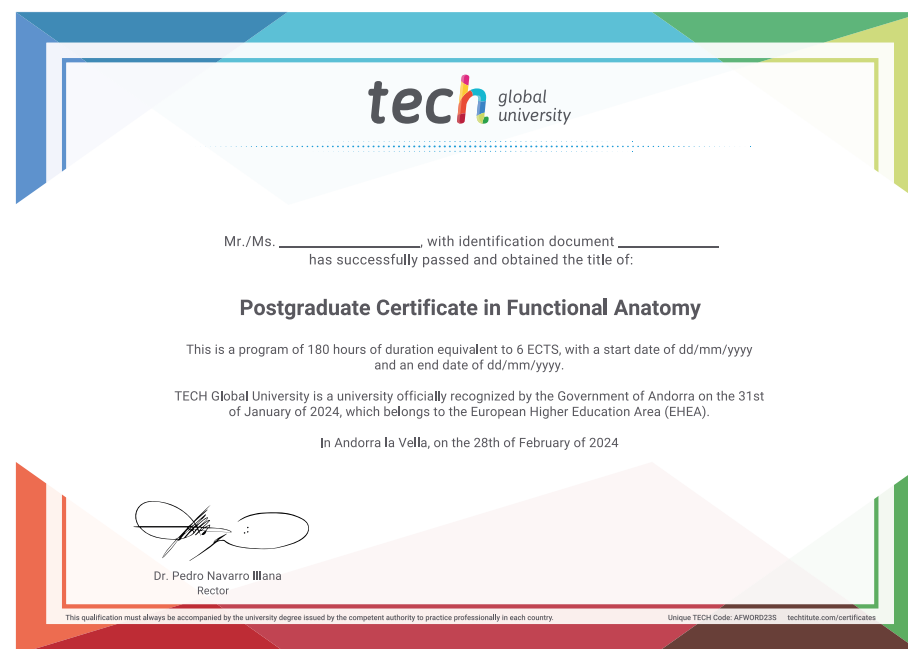 tech global
university
Mr./Ms. ____________________, with identification document ______________
has successfully passed and obtained the title of:
Postgraduate Certificate in Functional Anatomy
This is a program of 180 hours of duration equivalent to 6 ECTS, with a start date of dd/mm/yyyy
and an end date of dd/mm/yyyy.
TECH Global University is a university officially recognized by the Government of Andorra on the 31st
of January of 2024, which belongs to the European Higher Education Area (EHEA).
In Andorra la Vella, on the 28th of February of 2024
Dr. Pedro Navarro Illana
Rector
This qualification must always be accompanied by the university degree issued by the competent authority to practice professionally in each country. Unique TECH Code: AFWORD23S techtitute.com/certificates